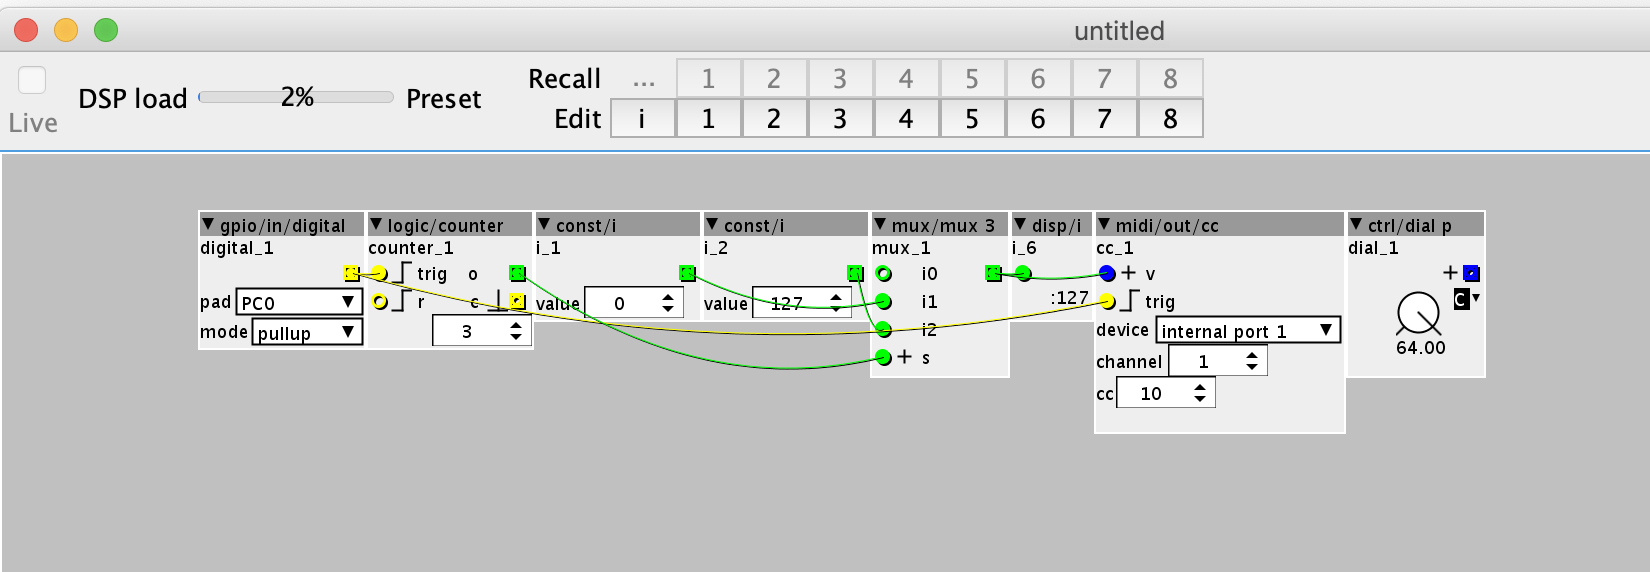 untitled
Live
DSP load 2% Preset
Recall ... 1 2 3 4 5 6 7 8
Edit i 1 2 3 4 5 6 7 8
gpio/in/digital
digital_1
pad PC0
mode pullup
logic/counter
counter_1
trig o
r c
3
const/i
i_1
value 0
const/i
i_2
value 127
mux/mux 3
mux_1
i0
i1
i2
+ s
disp/i
i_6
:127
midi/out/cc
cc_1
+ v
trig
device internal port 1
channel 1
cc 10
ctrl/dial p
dial_1
+
C
64.00